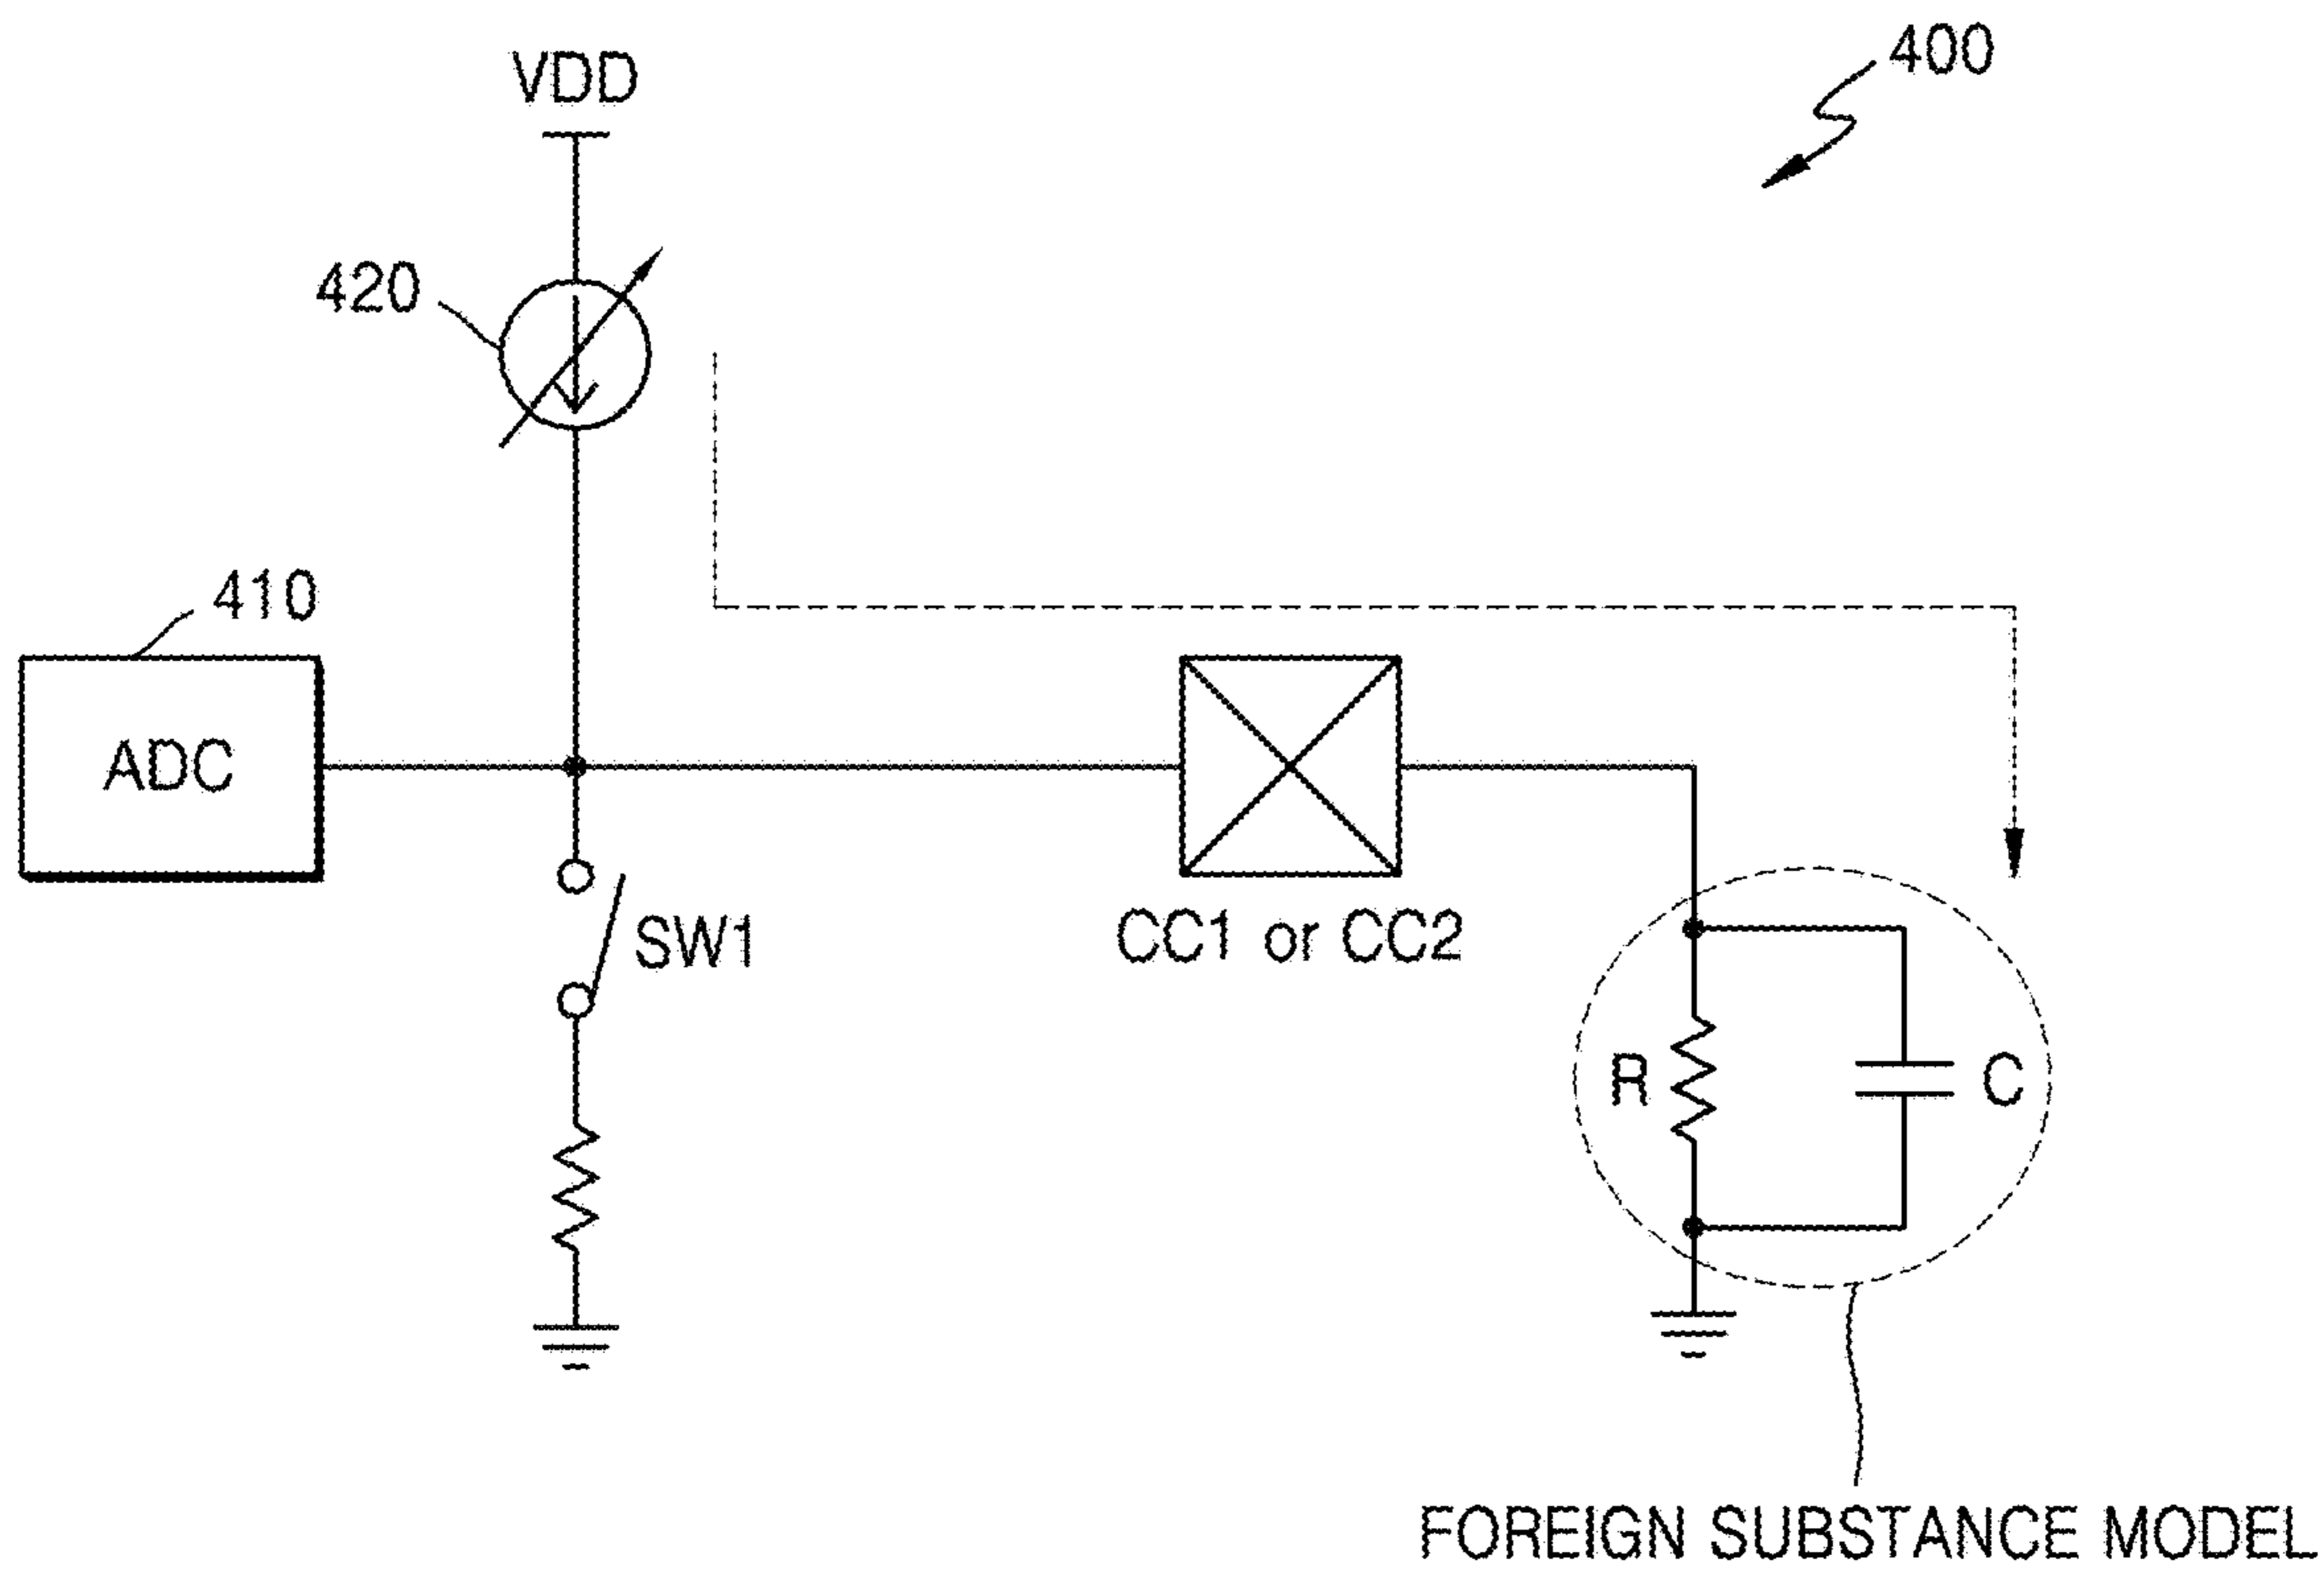 400
VDD
420
410
ADC
SW1
CC1 or CC2
R
C
FOREIGN SUBSTANCE MODEL